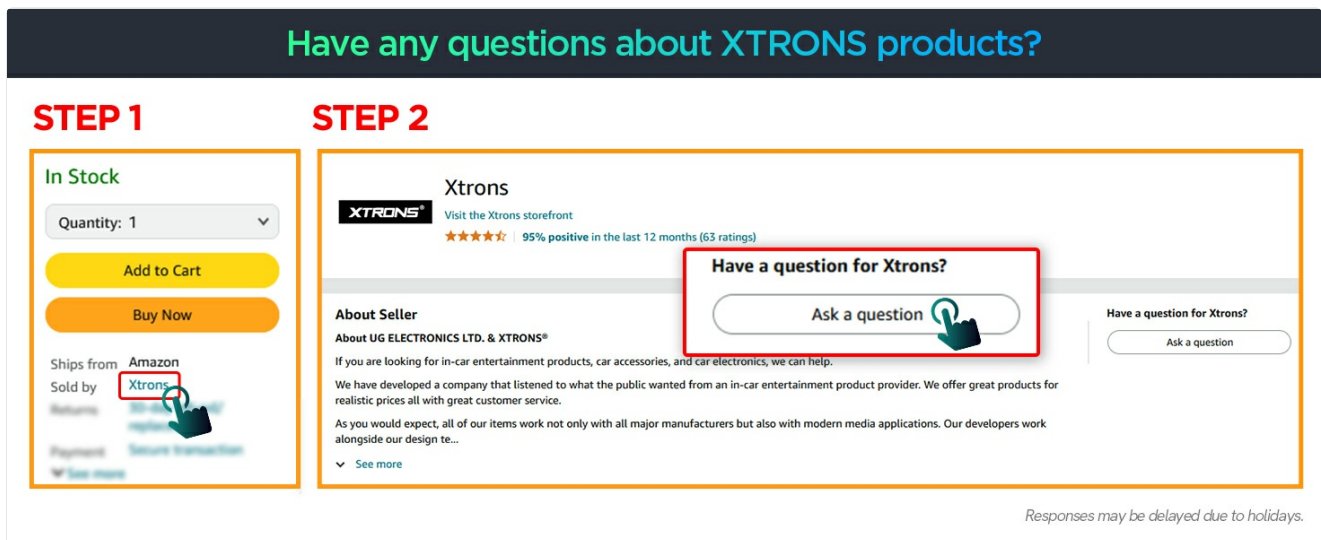 Have any questions about XTRONS products?
STEP 1
In Stock
Quantity: 1
Add to Cart
Buy Now
Ships from Amazon
Sold by Xtrons
Returns
Payment Secure transaction
See more
STEP 2
XTRONS®
Xtrons
Visit the Xtrons storefront
95% positive in the last 12 months (63 ratings)
Have a question for Xtrons?
Ask a question
About Seller
About UG ELECTRONICS LTD. & XTRONS®
If you are looking for in-car entertainment products, car accessories, and car electronics, we can help.
We have developed a company that listened to what the public wanted from an in-car entertainment product provider. We offer great products for
realistic prices all with great customer service.
As you would expect, all of our items work not only with all major manufacturers but also with modern media applications. Our developers work
alongside our design te...
See more
Have a question for Xtrons?
Ask a question
Responses may be delayed due to holidays.